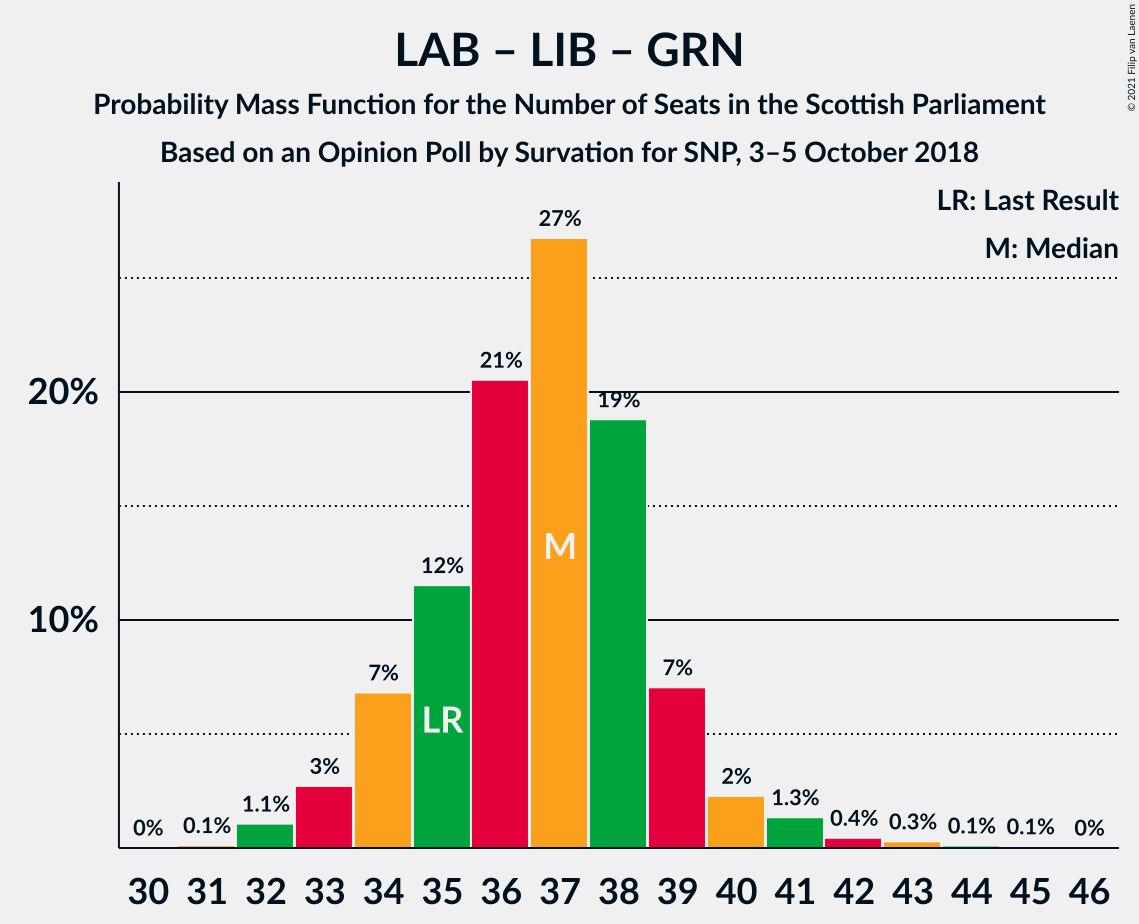 LAB – LIB – GRN
Probability Mass Function for the Number of Seats in the Scottish Parliament
Based on an Opinion Poll by Survation for SNP, 3–5 October 2018
© 2021 Filip van Laenen
LR: Last Result
M: Median
27%
21%
20%
19%
12%
M
10%
7%
7%
LR
3%
2%
1.1%
1.3%
0%
0.1%
0.4%
0.3%
0.1%
0.1%
0%
30 31 32 33 34 35 36 37 38 39 40 41 42 43 44 45 46